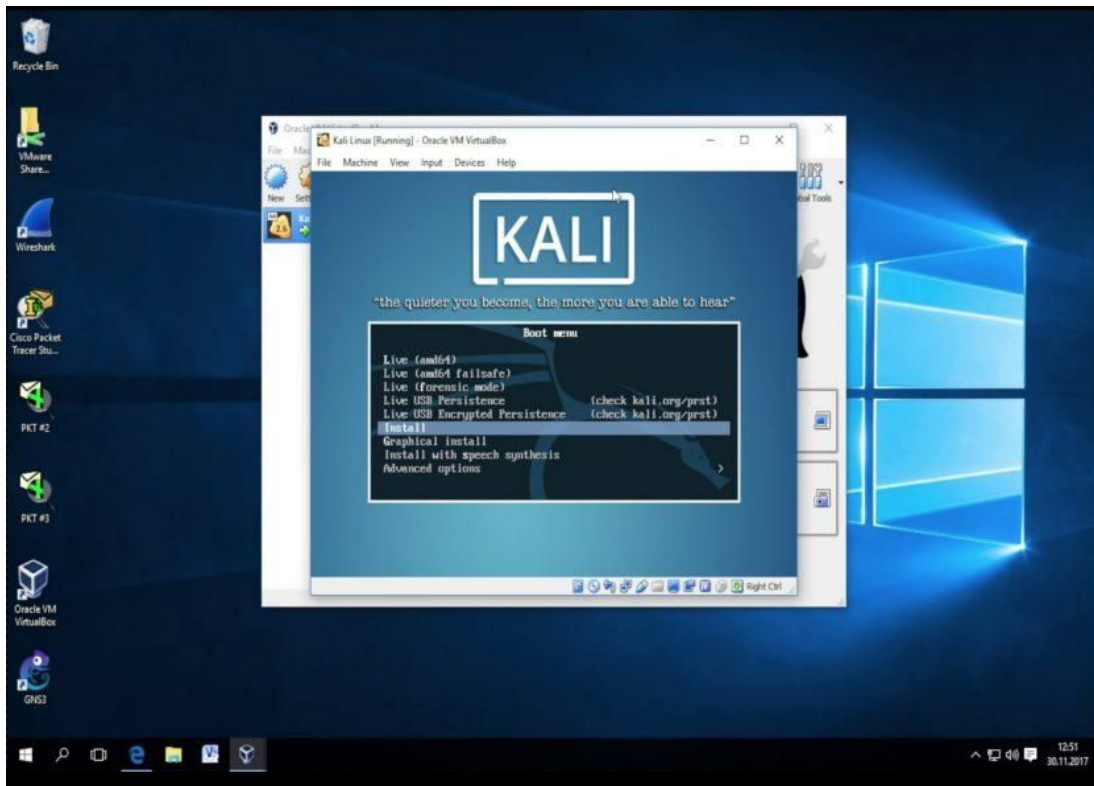 Recycle Bin
VMware
Share...
Wireshark
Cisco Packet
Tracer Stu...
PKT #2
PKT #3
Oracle VM
VirtualBox
GNS3
Kali Linux [Running] - Oracle VM VirtualBox
File Machine View Input Devices Help
File
New
KALI
"the quieter you become, the more you are able to hear"
Boot menu
Live (amd64)
Live (amd64 failsafe)
Live (forensic mode)
Live USB Persistence (check kali.org/prst)
Live USB Encrypted Persistence (check kali.org/prst)
Install
Graphical install
Install with speech synthesis
Advanced options >
Right Ctrl
12:51
30.11.2017